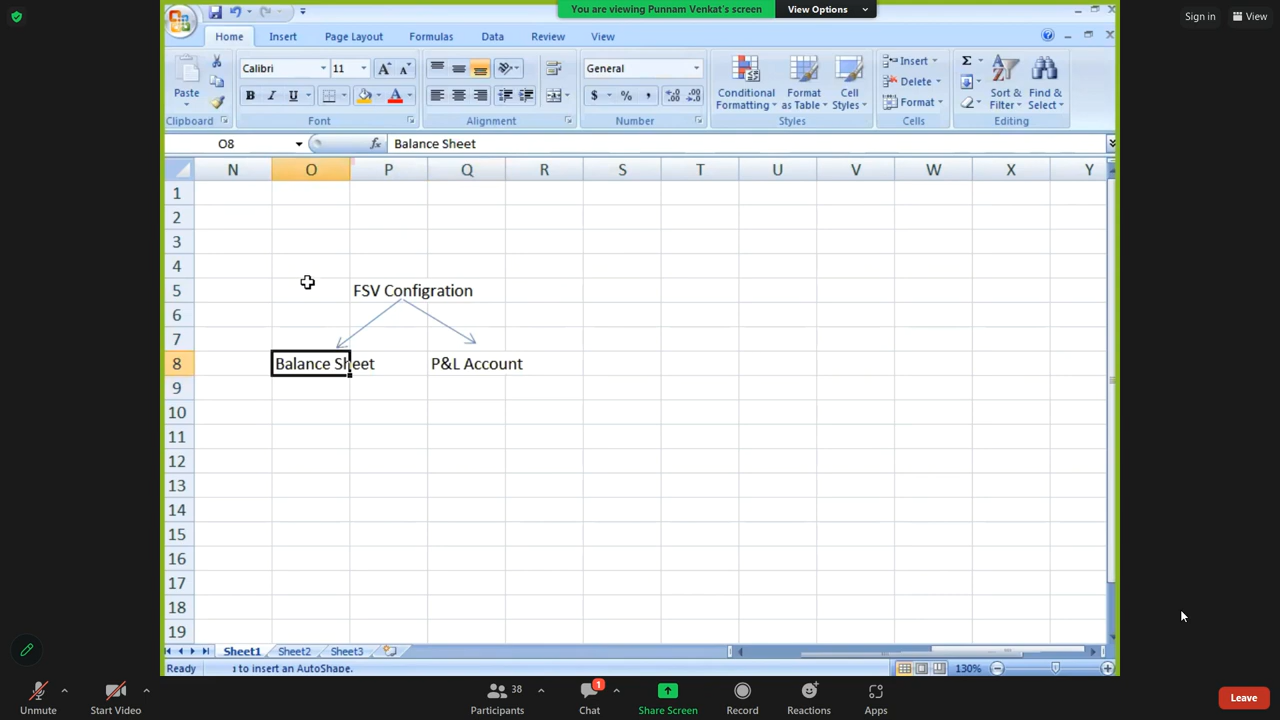 You are viewing Punnam Venkat's screen
View Options
Sign in
View
Home
Insert
Page Layout
Formulas
Data
Review
View
Paste
Clipboard
Calibri
11
B I U
Font
Alignment
General
$ % ,
Number
Conditional Formatting
Format as Table
Cell Styles
Styles
Insert
Delete
Format
Cells
Sort & Filter
Find & Select
Editing
O8
fx
Balance Sheet
N O P Q R S T U V W X Y
1
2
3
4
5 FSV Configration
6
7
8 Balance Sheet P&L Account
9
10
11
12
13
14
15
16
17
18
19
Sheet1
Sheet2
Sheet3
Ready
to insert an AutoShape.
130%
Unmute
Start Video
Participants
38
Chat
1
Share Screen
Record
Reactions
Apps
Leave